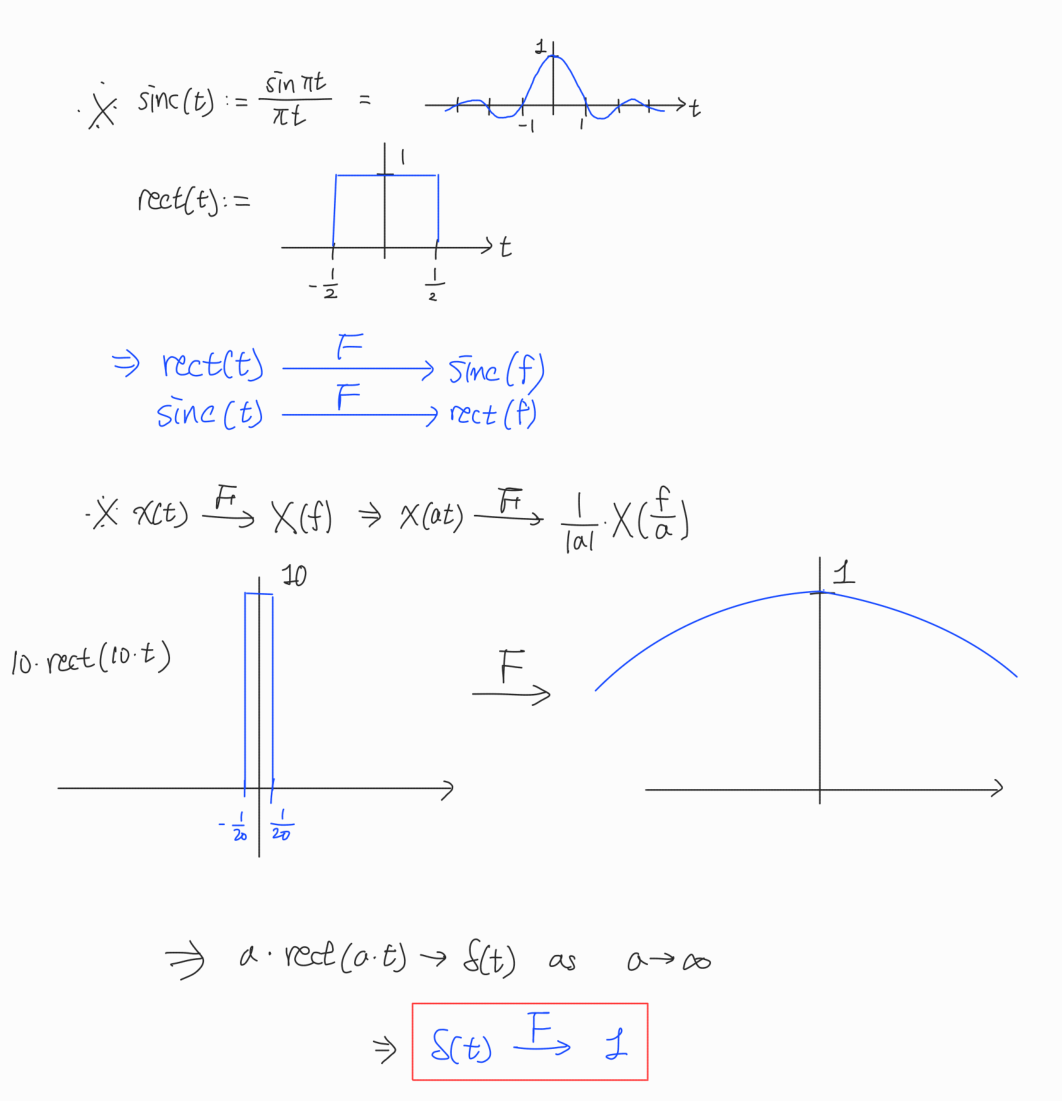 ※ sinc(t) := sin πt / πt =
1
-1 1 t
rect(t) :=
1
t
-1/2 1/2
⇒ rect(t) —F→ sinc(f)
sinc(t) —F→ rect(f)
※ x(t) —F→ X(f) ⇒ x(at) —F→ 1/|a| · X(f/a)
10
1
10·rect(10·t)
F→
-1/20 1/20
⇒ a·rect(a·t) → δ(t) as a→∞
⇒ δ(t) —F→ 1